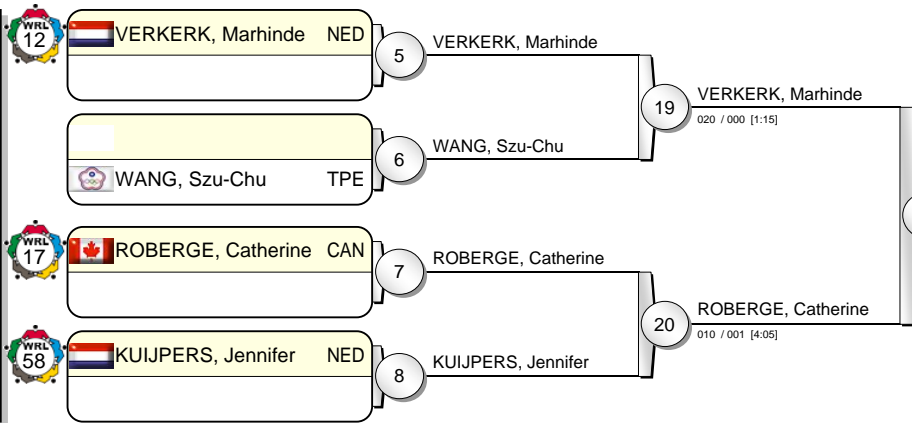 WRL
12
VERKERK, Marhinde NED
5
VERKERK, Marhinde
19
VERKERK, Marhinde
020 / 000 [1:15]
6
WANG, Szu-Chu
WANG, Szu-Chu TPE
WRL
17
ROBERGE, Catherine CAN
7
ROBERGE, Catherine
20
ROBERGE, Catherine
010 / 001 [4:05]
WRL
58
KUIJPERS, Jennifer NED
8
KUIJPERS, Jennifer